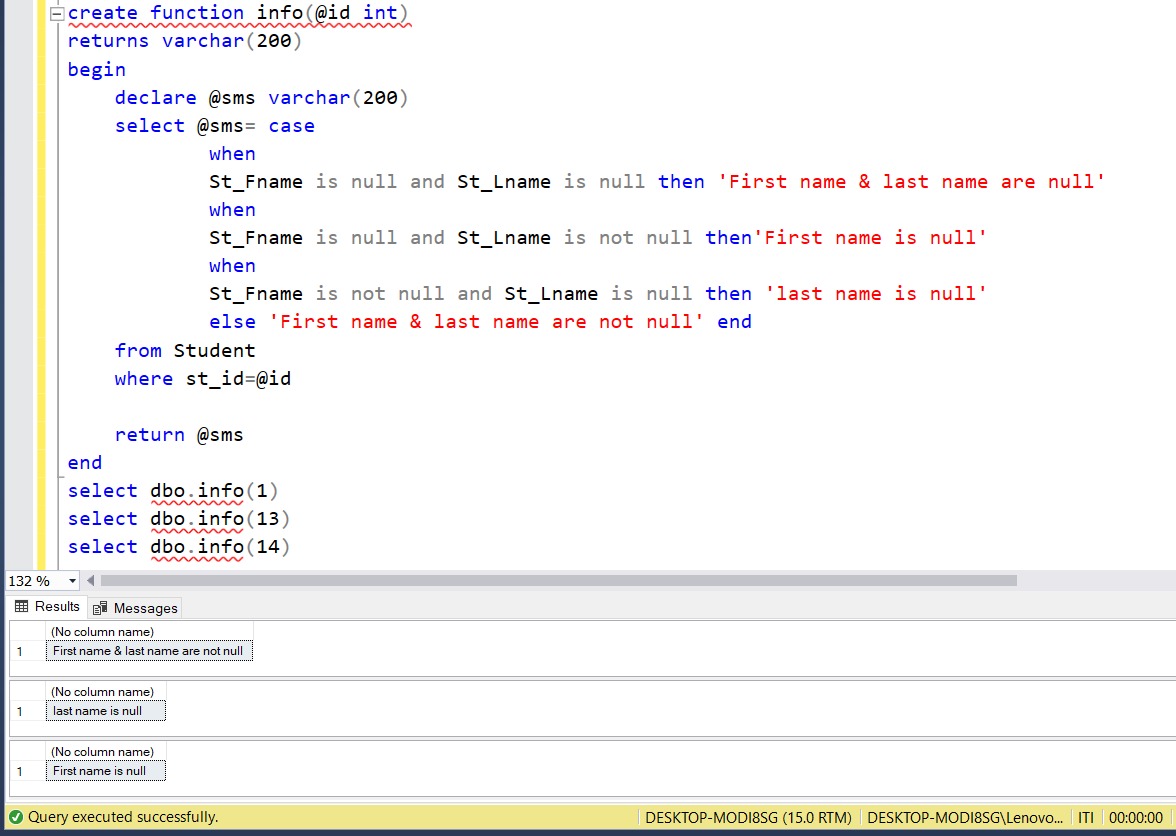 create function info(@id int)
returns varchar(200)
begin
declare @sms varchar(200)
select @sms= case
when
St_Fname is null and St_Lname is null then 'First name & last name are null'
when
St_Fname is null and St_Lname is not null then'First name is null'
when
St_Fname is not null and St_Lname is null then 'last name is null'
else 'First name & last name are not null' end
from Student
where st_id=@id
return @sms
end
select dbo.info(1)
select dbo.info(13)
select dbo.info(14)
132 %
Results Messages
(No column name)
1 First name & last name are not null
(No column name)
1 last name is null
(No column name)
1 First name is null
Query executed successfully. DESKTOP-MODI8SG (15.0 RTM) DESKTOP-MODI8SG\Lenovo... ITI 00:00:00